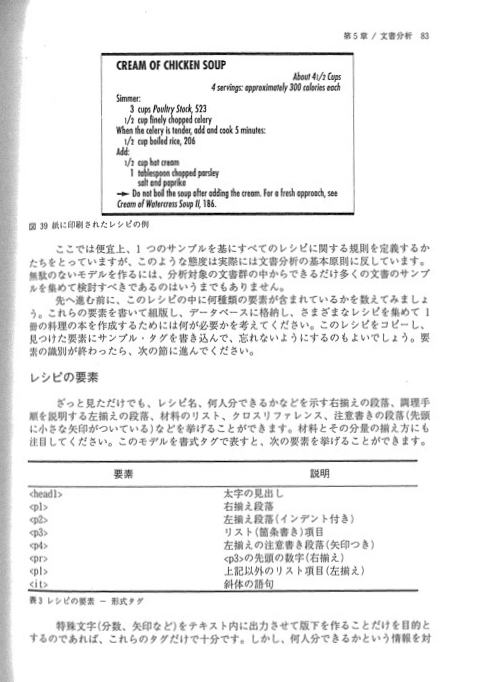 第5章 / 文書分析 83
CREAM OF CHICKEN SOUP
About 4 1/2 Cups
4 servings: approximately 300 calories each
Simmer:
3 cups Poultry Stock, 523
1/2 cup finely chopped celery
When the celery is tender, add and cook 5 minutes:
1/2 cup boiled rice, 206
Add:
1/2 cup hot cream
1 tablespoon chopped parsley
salt and paprika
Do not boil the soup after adding the cream. For a fresh approach, see
Cream of Watercress Soup II, 186.
図 39 紙に印刷されたレシピの例
ここでは便宜上、1 つのサンプルを基にすべてのレシピに関する規則を定義するか
たちをとっていますが、このような態度は実際には文書分析の基本原則に反しています。
無駄のないモデルを作るには、分析対象の文書群の中からできるだけ多くの文書のサンプ
ルを集めて検討すべきであるのはいうまでもありません。
先へ進む前に、このレシピの中に何種類の要素が含まれているかを数えてみましょ
う。これらの要素を書いて組版し、データベースに格納し、さまざまなレシピを集めて 1
冊の料理の本を作成するためには何が必要かを考えてください。このレシピをコピーし、
見つけた要素にサンプル・タグを書き込んで、忘れないようにするのもよいでしょう。要
素の識別が終わったら、次の節に進んでください。
レシピの要素
ざっと見ただけでも、レシピ名、何人分できるかなどを示す右揃えの段落、調理手
順を説明する左揃えの段落、材料のリスト、クロスリファレンス、注意書きの段落(先頭
に小さな矢印がついている)などを挙げることができます。材料とその分量の揃え方にも
注目してください。このモデルを書式タグで表すと、次の要素を挙げることができます。
要素 説明
<head1> 太字の見出し
<p1> 右揃え段落
<p2> 左揃え段落(インデント付き)
<p3> リスト(箇条書き)項目
<p4> 左揃えの注意書き段落(矢印つき)
<pr> <p3>の先頭の数字(右揃え)
<pl> 上記以外のリスト項目(左揃え)
<it> 斜体の語句
表3 レシピの要素 － 形式タグ
特殊文字(分数、矢印など)をテキスト内に出力させて版下を作ることだけを目的と
するのであれば、これらのタグだけで十分です。しかし、何人分できるかという情報を対